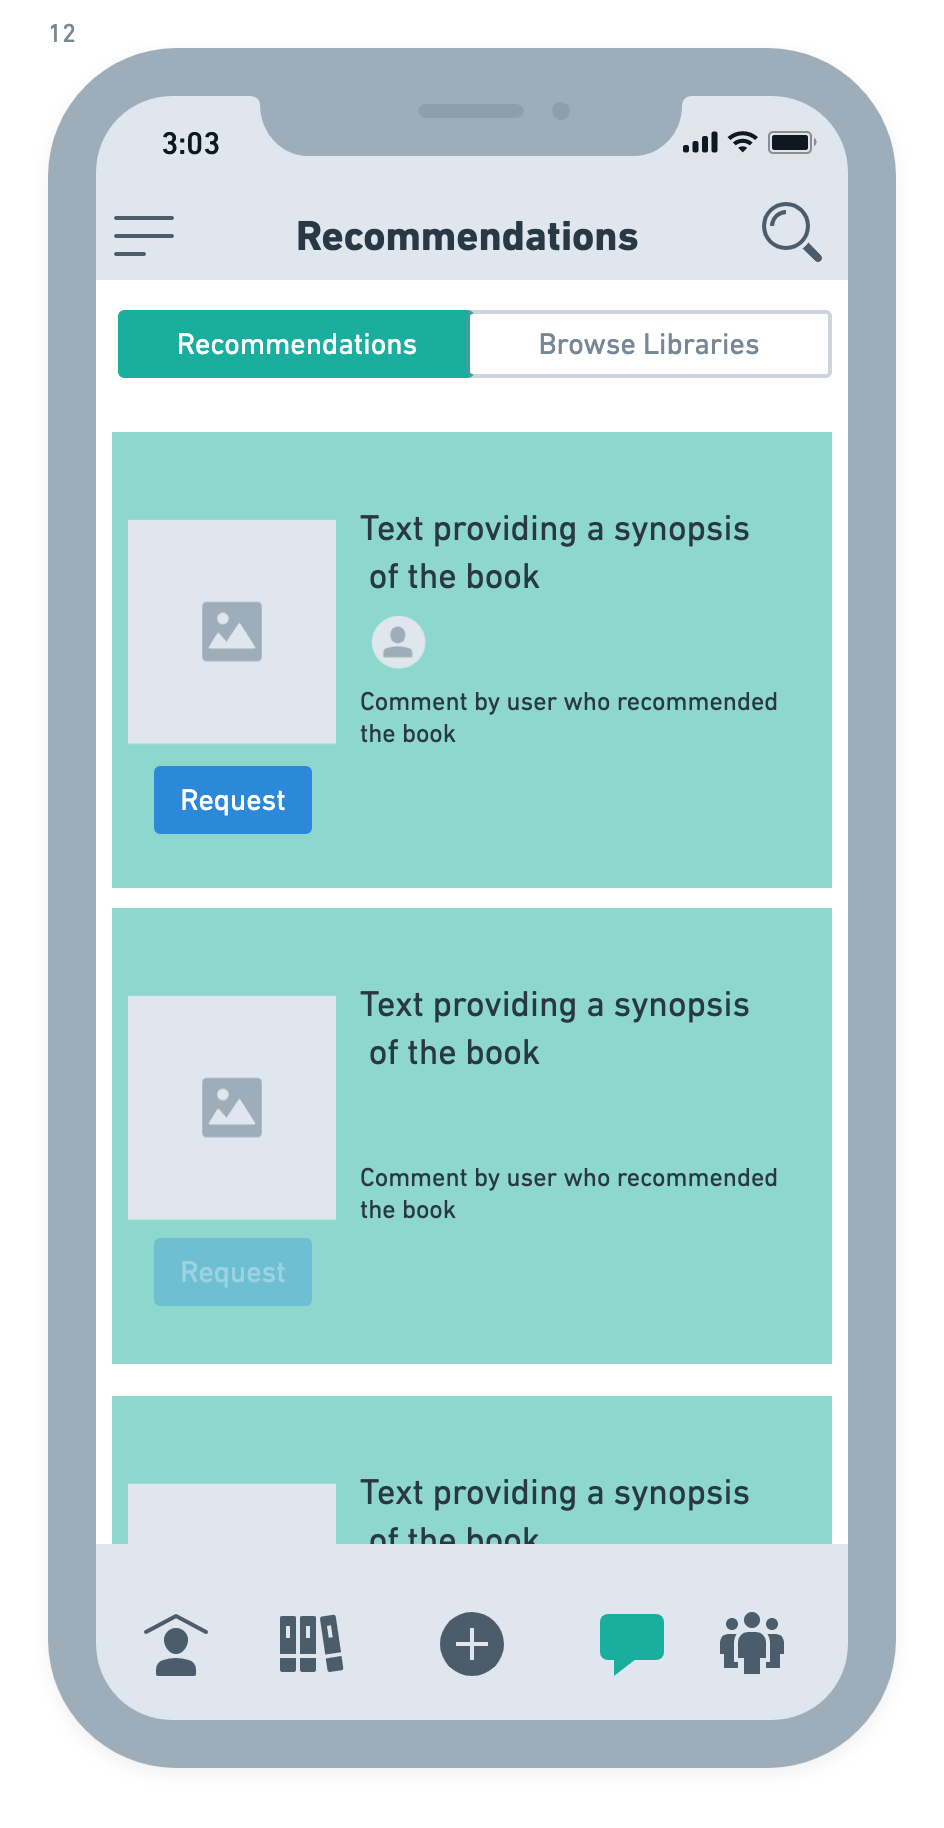 12
3:03
Recommendations
Recommendations
Browse Libraries
Text providing a synopsis
of the book
Comment by user who recommended
the book
Request
Text providing a synopsis
of the book
Comment by user who recommended
the book
Request
Text providing a synopsis
of the book